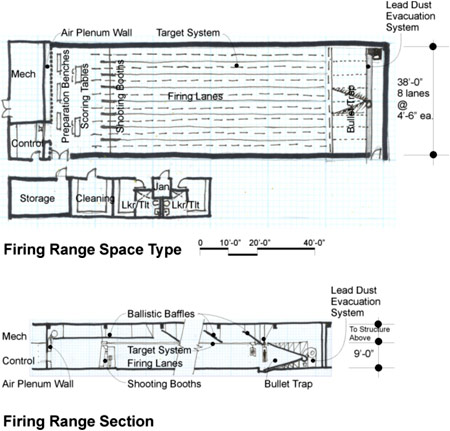 Lead Dust
Evacuation
System
Air Plenum Wall
Target System
Mech
Preparation Benches
Scoring Tables
Shooting Booths
Firing Lanes
Bullet Trap
38'-0"
8 lanes
@
4'-6" ea.
Control
Storage
Cleaning
Jan
Lkr/Tlt
Lkr/Tlt
Firing Range Space Type
0 10'-0" 20'-0" 40'-0"
Lead Dust
Evacuation
System
Ballistic Baffles
To Structure
Above
Mech
Target System
Firing Lanes
Control
9'-0"
Air Plenum Wall
Shooting Booths
Bullet Trap
Firing Range Section